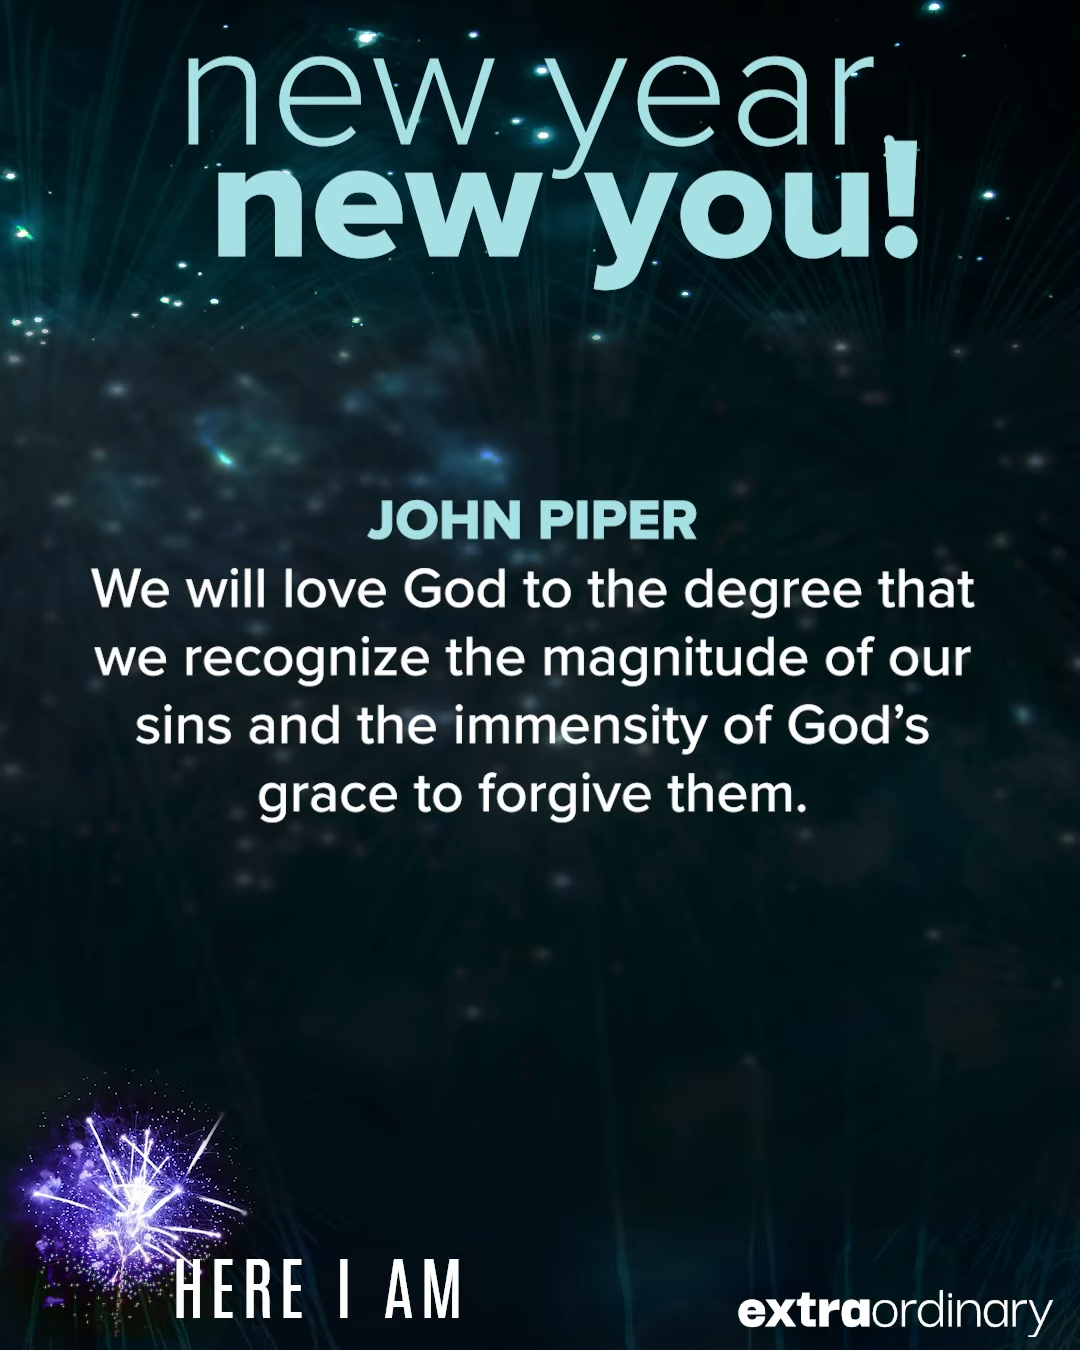 new year
new you!
JOHN PIPER
We will love God to the degree that
we recognize the magnitude of our
sins and the immensity of God’s
grace to forgive them.
HERE I AM
extraordinary